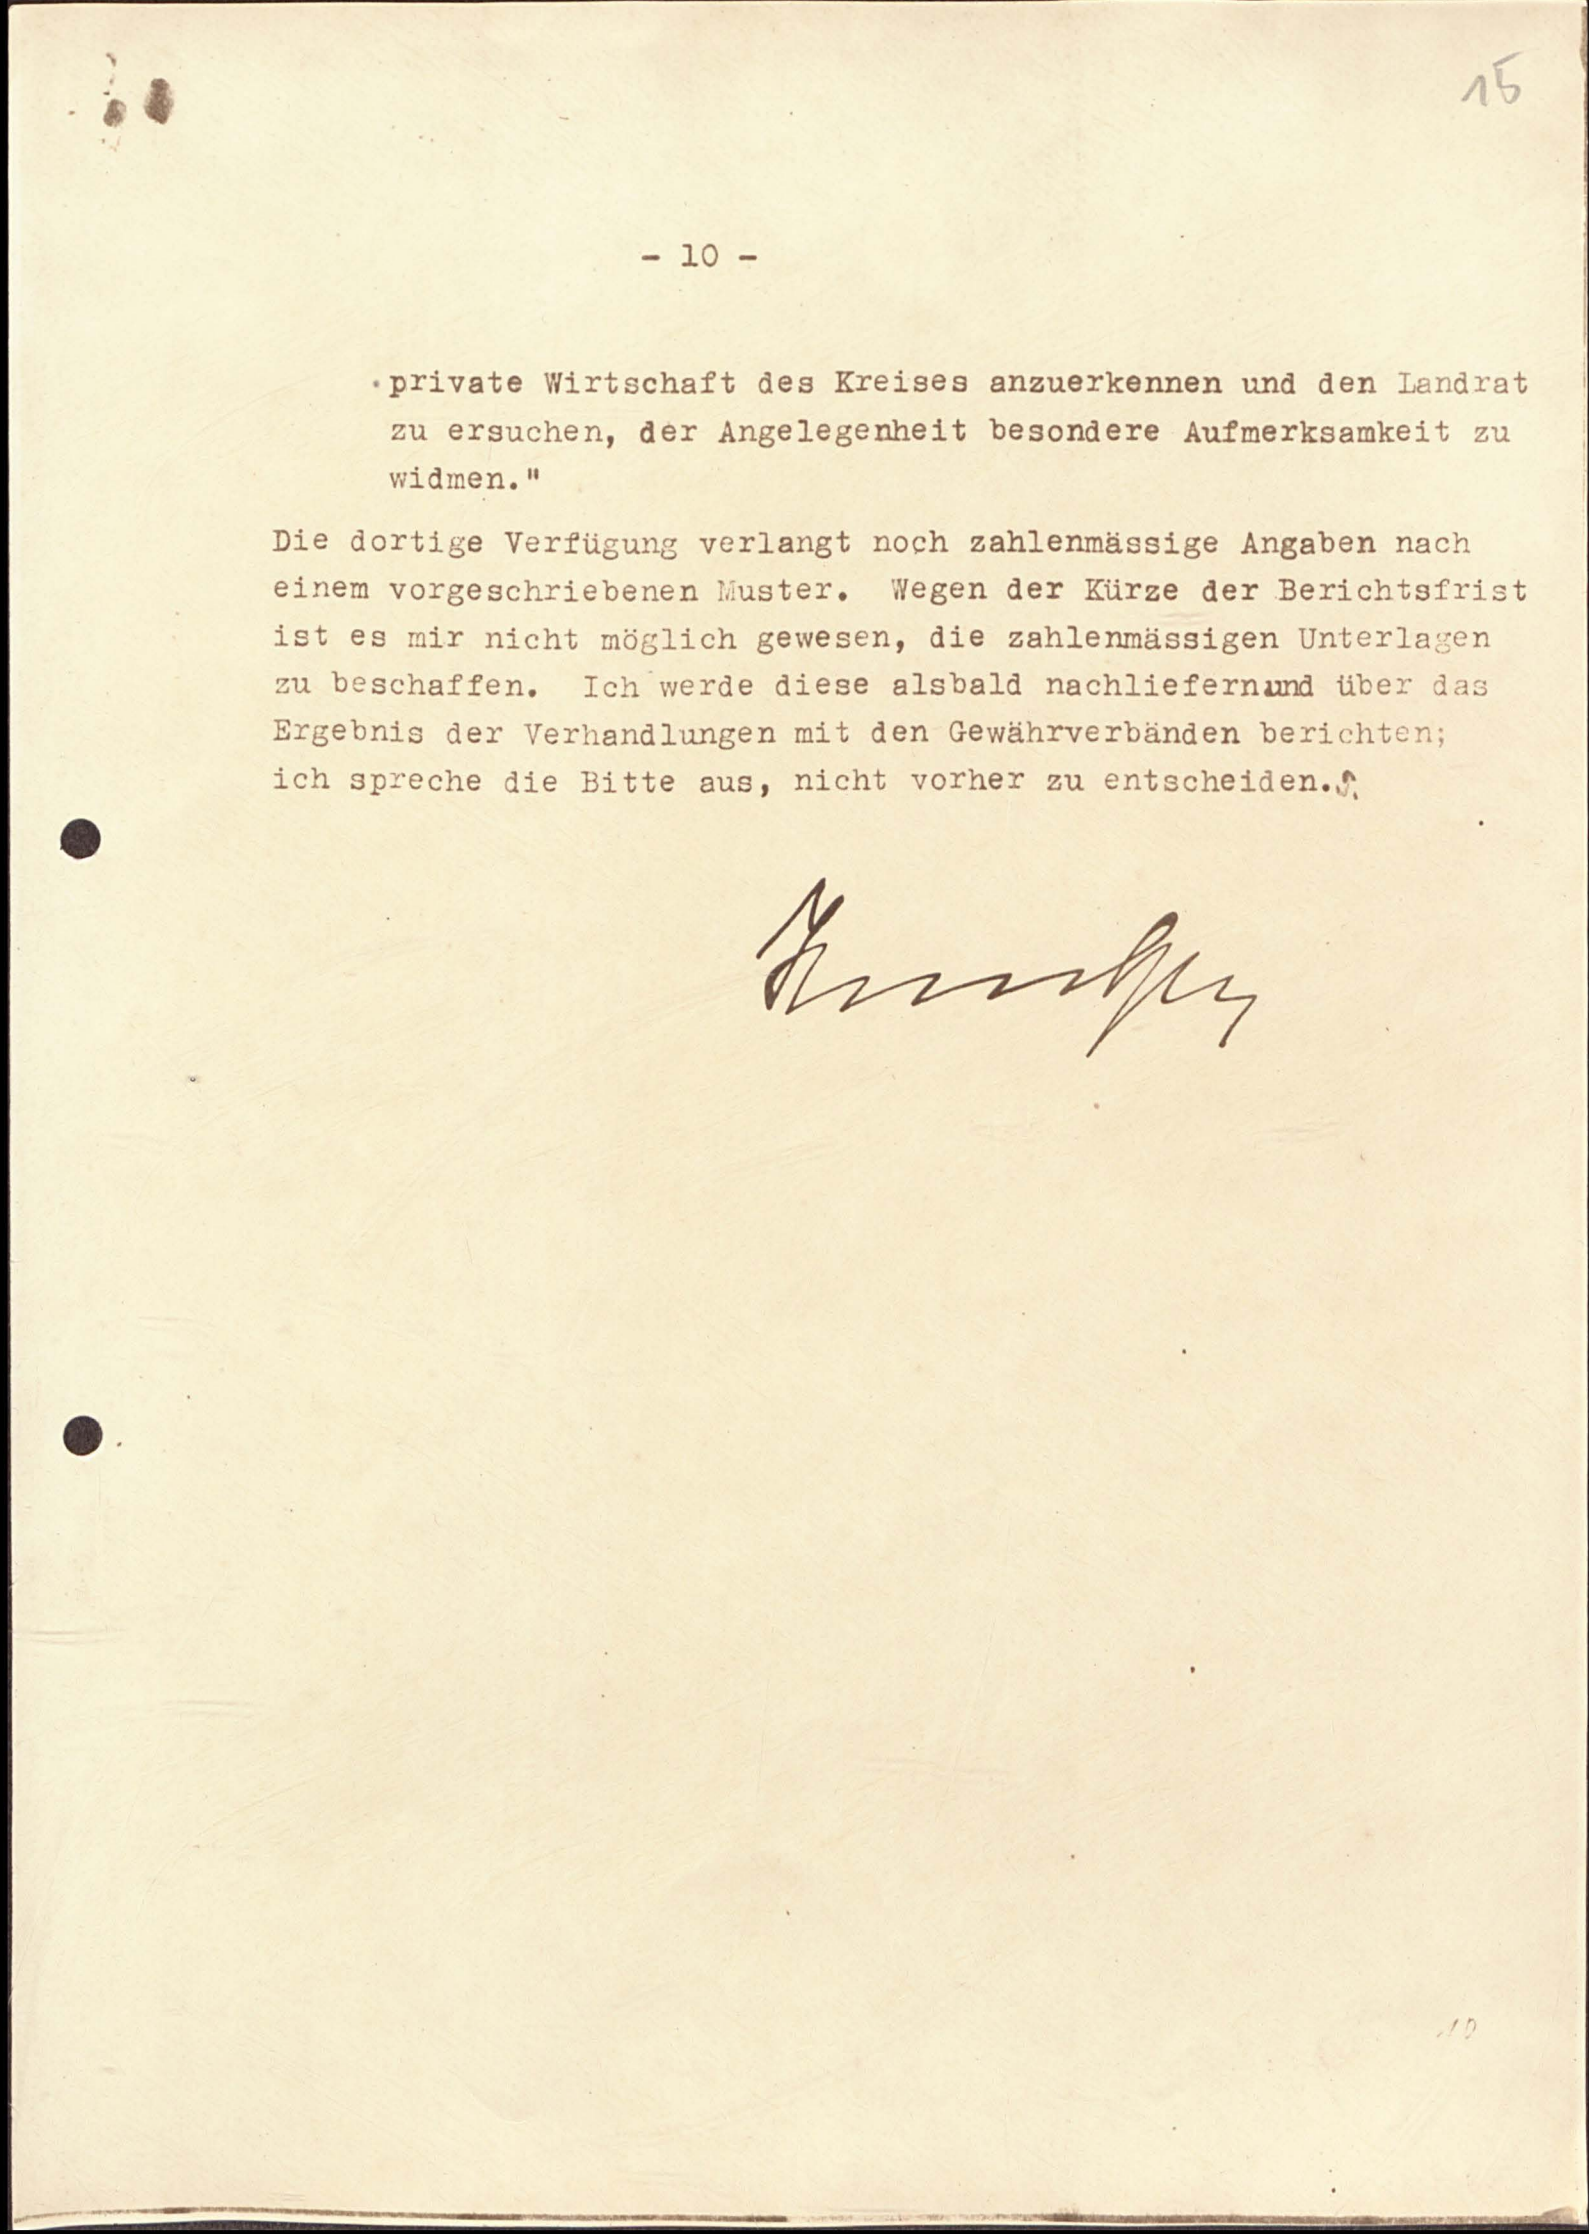 15
- 10 -
private Wirtschaft des Kreises anzuerkennen und den Landrat
zu ersuchen, der Angelegenheit besondere Aufmerksamkeit zu
widmen."
Die dortige Verfügung verlangt noch zahlenmässige Angaben nach
einem vorgeschriebenen Muster. Wegen der Kürze der Berichtsfrist
ist es mir nicht möglich gewesen, die zahlenmässigen Unterlagen
zu beschaffen. Ich werde diese alsbald nachliefernund über das
Ergebnis der Verhandlungen mit den Gewährverbänden berichten;
ich spreche die Bitte aus, nicht vorher zu entscheiden.
10